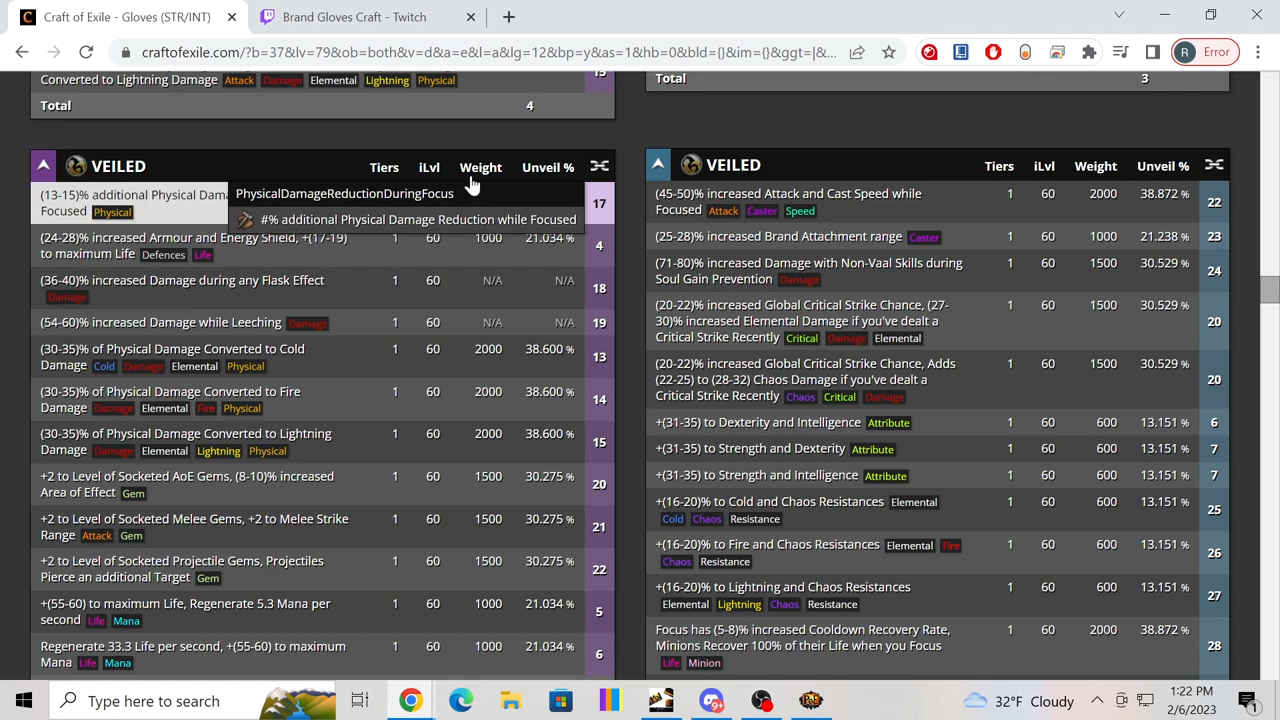 Craft of Exile - Gloves (STR/INT)
Brand Gloves Craft - Twitch
craftofexile.com/?b=37&lv=79&ob=both&v=d&a=e&l=a&lg=12&bp=y&as=1&hb=0&bld={}&im={}&ggt=|&...
R Error
Converted to Lightning Damage Attack Damage Elemental Lightning Physical 15
Total 4
VEILED Tiers iLvl Weight Unveil %
(13-15)% additional Physical Dama
Focused Physical 17
PhysicalDamageReductionDuringFocus
#% additional Physical Damage Reduction while Focused
(24-28)% increased Armour and Energy Shield, +(17-19) 1 60 1000 21.034 %
to maximum Life Defences Life 4
(36-40)% increased Damage during any Flask Effect 1 60 N/A N/A
Damage 18
(54-60)% increased Damage while Leeching Damage 1 60 N/A N/A 19
(30-35)% of Physical Damage Converted to Cold 1 60 2000 38.600 %
Damage Cold Damage Elemental Physical 13
(30-35)% of Physical Damage Converted to Fire 1 60 2000 38.600 %
Damage Damage Elemental Fire Physical 14
(30-35)% of Physical Damage Converted to Lightning 1 60 2000 38.600 %
Damage Damage Elemental Lightning Physical 15
+2 to Level of Socketed AoE Gems, (8-10)% increased 1 60 1500 30.275 %
Area of Effect Gem 20
+2 to Level of Socketed Melee Gems, +2 to Melee Strike 1 60 1500 30.275 %
Range Attack Gem 21
+2 to Level of Socketed Projectile Gems, Projectiles 1 60 1500 30.275 %
Pierce an additional Target Gem 22
+(55-60) to maximum Life, Regenerate 5.3 Mana per 1 60 1000 21.034 %
second Life Mana 5
Regenerate 33.3 Life per second, +(55-60) to maximum 1 60 1000 21.034 %
Mana Life Mana 6
Total 3
VEILED Tiers iLvl Weight Unveil %
(45-50)% increased Attack and Cast Speed while 1 60 2000 38.872 %
Focused Attack Caster Speed 22
(25-28)% increased Brand Attachment range Caster 1 60 1000 21.238 % 23
(71-80)% increased Damage with Non-Vaal Skills during 1 60 1500 30.529 %
Soul Gain Prevention Damage 24
(20-22)% increased Global Critical Strike Chance, (27- 1 60 1500 30.529 %
30)% increased Elemental Damage if you've dealt a 20
Critical Strike Recently Critical Damage Elemental
(20-22)% increased Global Critical Strike Chance, Adds 1 60 1500 30.529 %
(22-25) to (28-32) Chaos Damage if you've dealt a 20
Critical Strike Recently Chaos Critical Damage
+(31-35) to Dexterity and Intelligence Attribute 1 60 600 13.151 % 6
+(31-35) to Strength and Dexterity Attribute 1 60 600 13.151 % 7
+(31-35) to Strength and Intelligence Attribute 1 60 600 13.151 % 7
+(16-20)% to Cold and Chaos Resistances Elemental 1 60 600 13.151 %
Cold Chaos Resistance 25
+(16-20)% to Fire and Chaos Resistances Elemental Fire 1 60 600 13.151 %
Chaos Resistance 26
+(16-20)% to Lightning and Chaos Resistances 1 60 600 13.151 %
Elemental Lightning Chaos Resistance 27
Focus has (5-8)% increased Cooldown Recovery Rate, 1 60 2000 38.872 %
Minions Recover 100% of their Life when you Focus 28
Life Minion
Type here to search
9+
32°F Cloudy
1:22 PM
2/6/2023
1